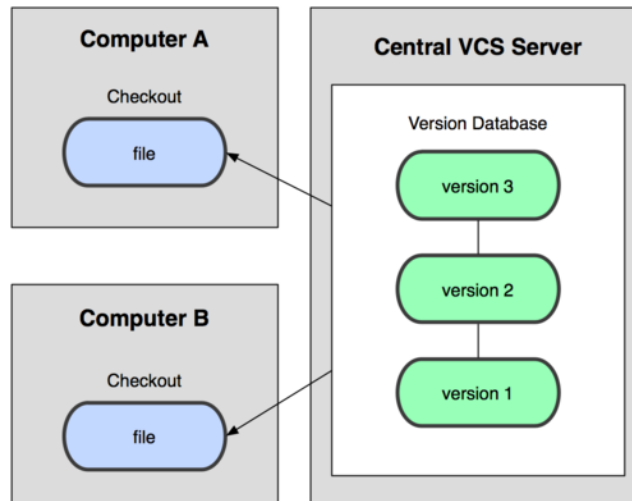 Computer A
Checkout
file
Computer B
Checkout
file
Central VCS Server
Version Database
version 3
version 2
version 1